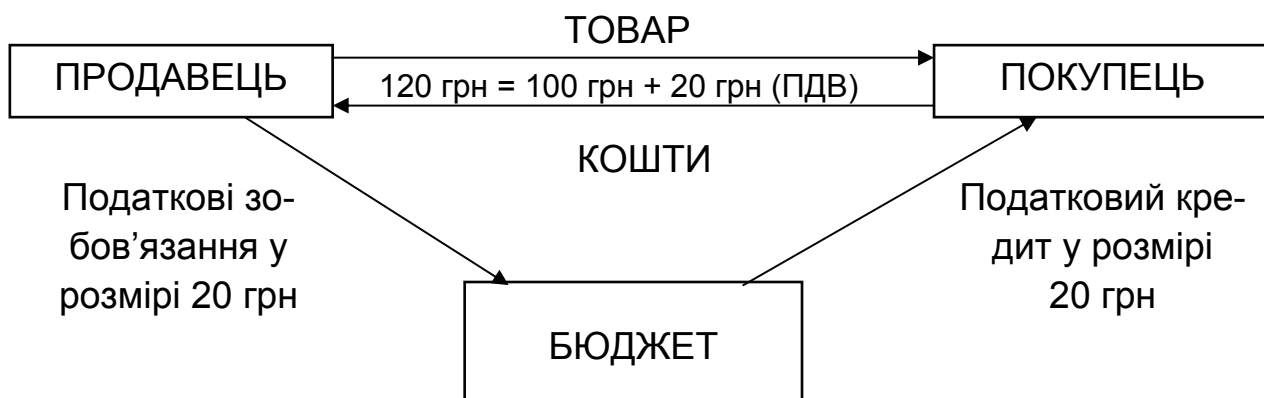 ТОВАР
ПРОДАВЕЦЬ
120 грн = 100 грн + 20 грн (ПДВ)
ПОКУПЕЦЬ
КОШТИ
Податкові зо-
бов’язання у
розмірі 20 грн
Податковий кре-
дит у розмірі
20 грн
БЮДЖЕТ